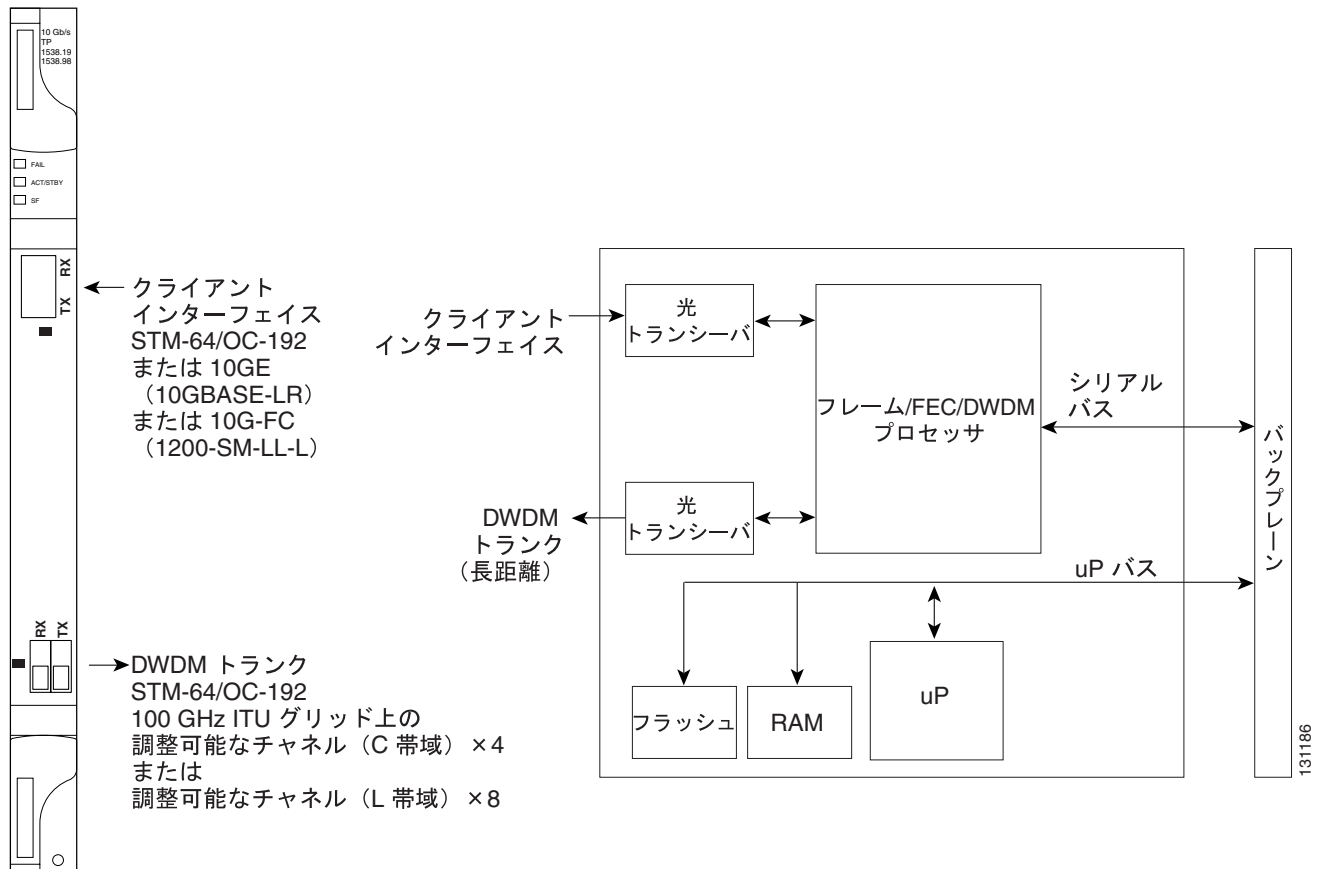 10 Gb/s
TP
1538.19
1538.98
FAIL
ACT/STBY
SF
RX
TX
クライアント
インターフェイス
STM-64/OC-192
または 10GE
（10GBASE-LR）
または 10G-FC
（1200-SM-LL-L）
RX
TX
DWDM トランク
STM-64/OC-192
100 GHz ITU グリッド上の
調整可能なチャネル（C 帯域）×4
または
調整可能なチャネル（L 帯域）×8
クライアント
インターフェイス
光
トランシーバ
フレーム/FEC/DWDM
プロセッサ
シリアル
バス
DWDM
トランク
（長距離）
光
トランシーバ
uP バス
フラッシュ
RAM
uP
バックプレーン
131186